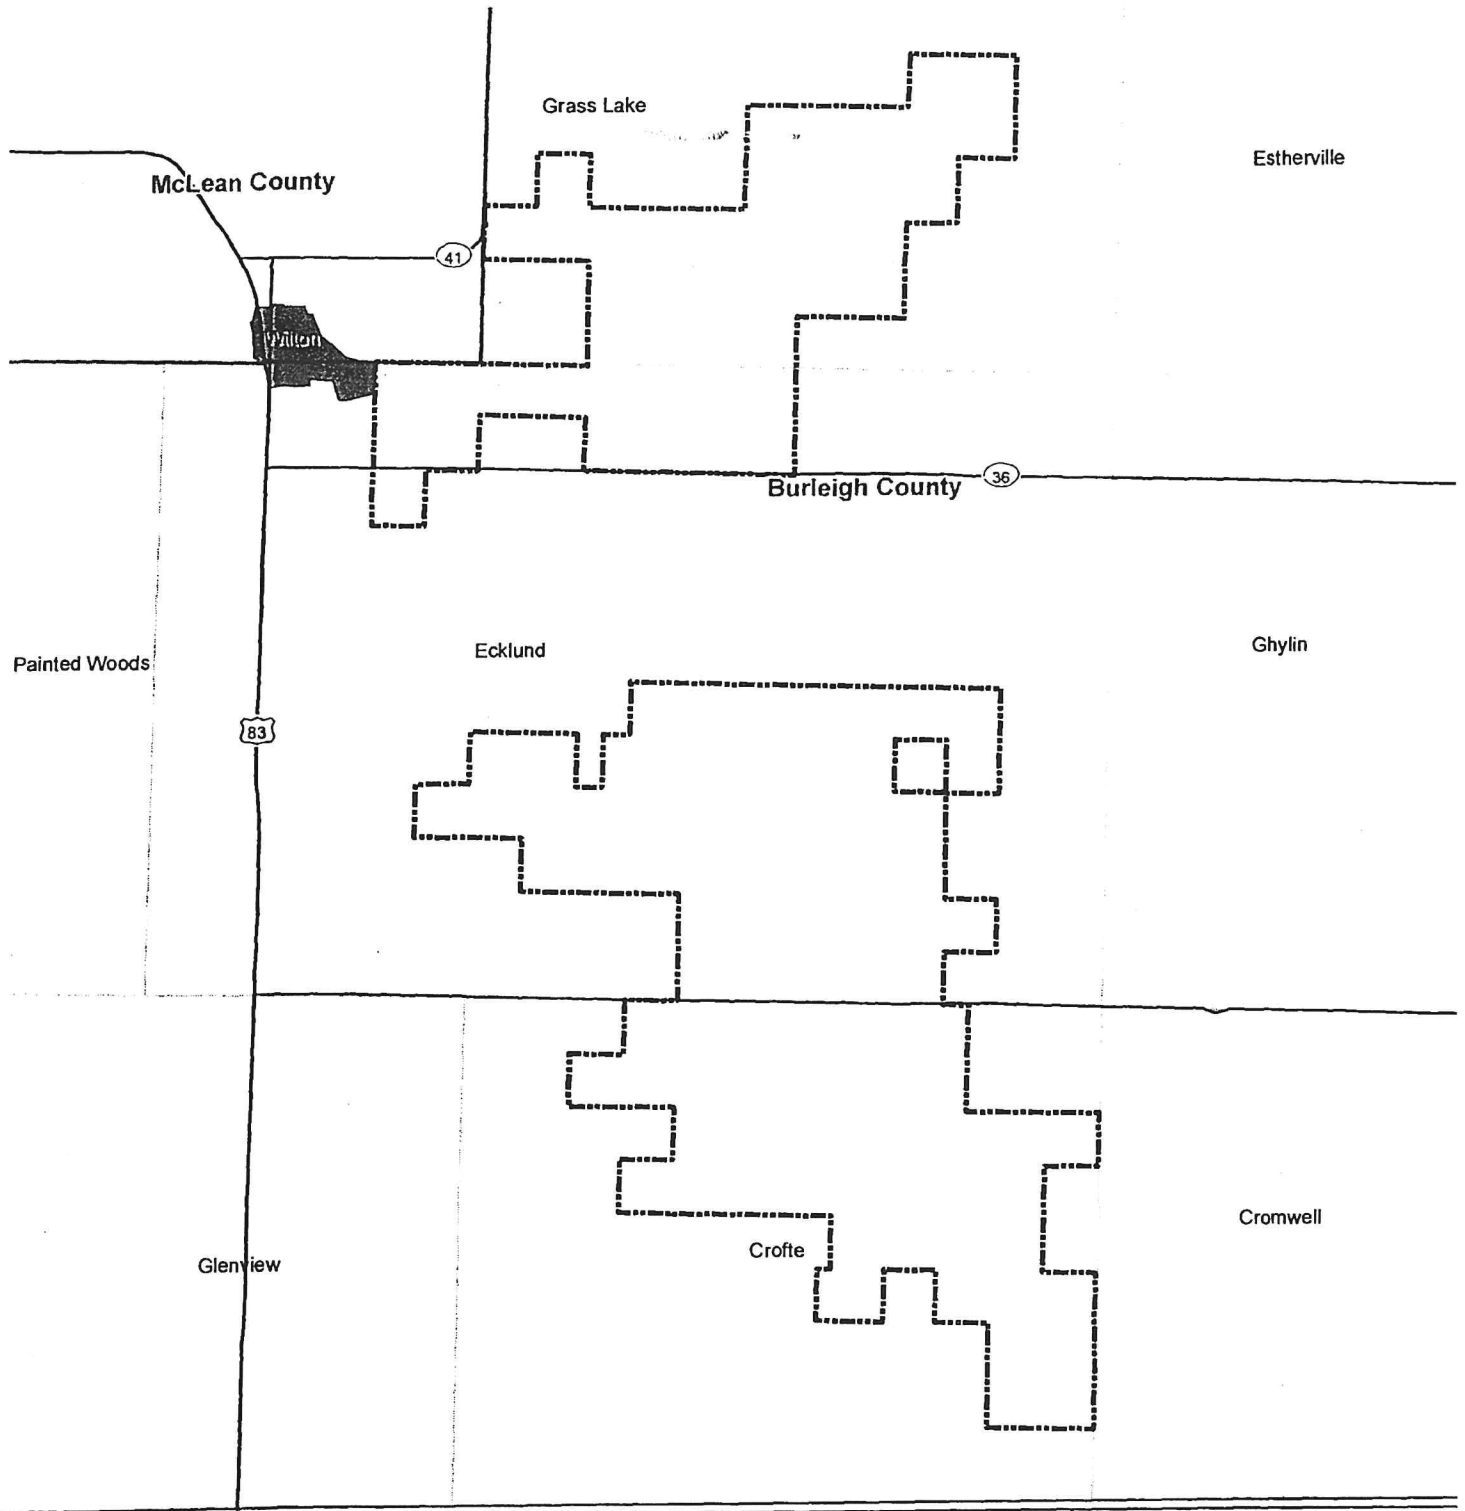 Grass Lake
Estherville
McLean County
41
Wilton
36
Burleigh County
Ecklund
Ghylin
Painted Woods
83
Cromwell
Crofte
Glenview